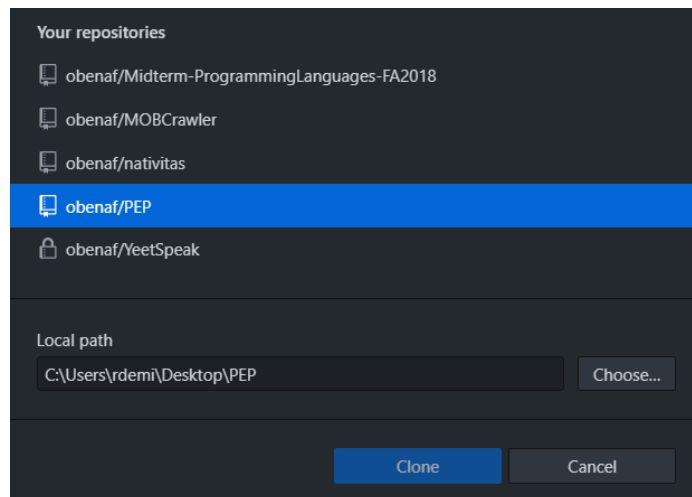 Your repositories
obenaf/Midterm-ProgrammingLanguages-FA2018
obenaf/MOBCrawler
obenaf/nativitas
obenaf/PEP
obenaf/YeetSpeak
Local path
C:\Users\rdemi\Desktop\PEP
Choose...
Clone
Cancel